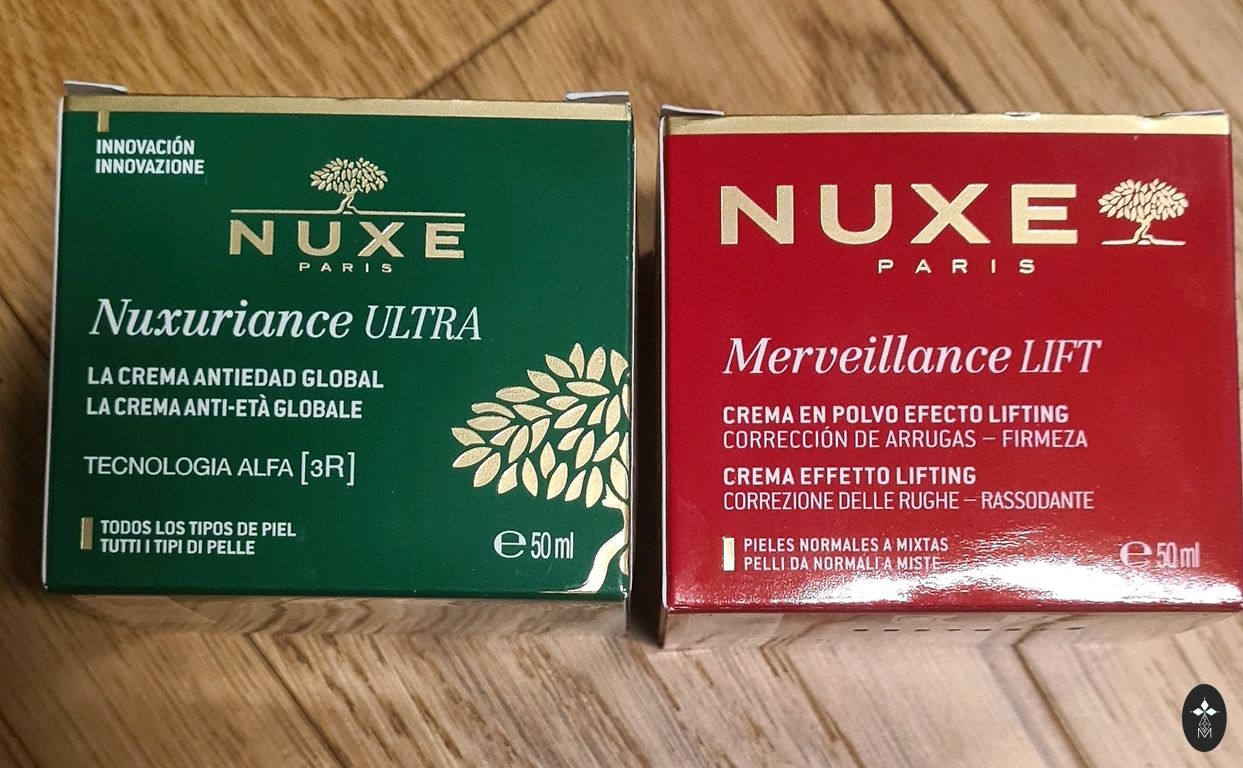 INNOVACIÓN
INNOVAZIONE
NUXE
PARIS
Nuxuriance ULTRA
LA CREMA ANTIEDAD GLOBAL
LA CREMA ANTI-ETÀ GLOBALE
TECNOLOGIA ALFA [3R]
TODOS LOS TIPOS DE PIEL
TUTTI I TIPI DI PELLE
℮ 50 ml
NUXE
PARIS
Merveillance LIFT
CREMA EN POLVO EFECTO LIFTING
CORRECCIÓN DE ARRUGAS – FIRMEZA
CREMA EFFETTO LIFTING
CORREZIONE DELLE RUGHE – RASSODANTE
PIELES NORMALES A MIXTAS
PELLI DA NORMALI A MISTE
℮ 50 ml